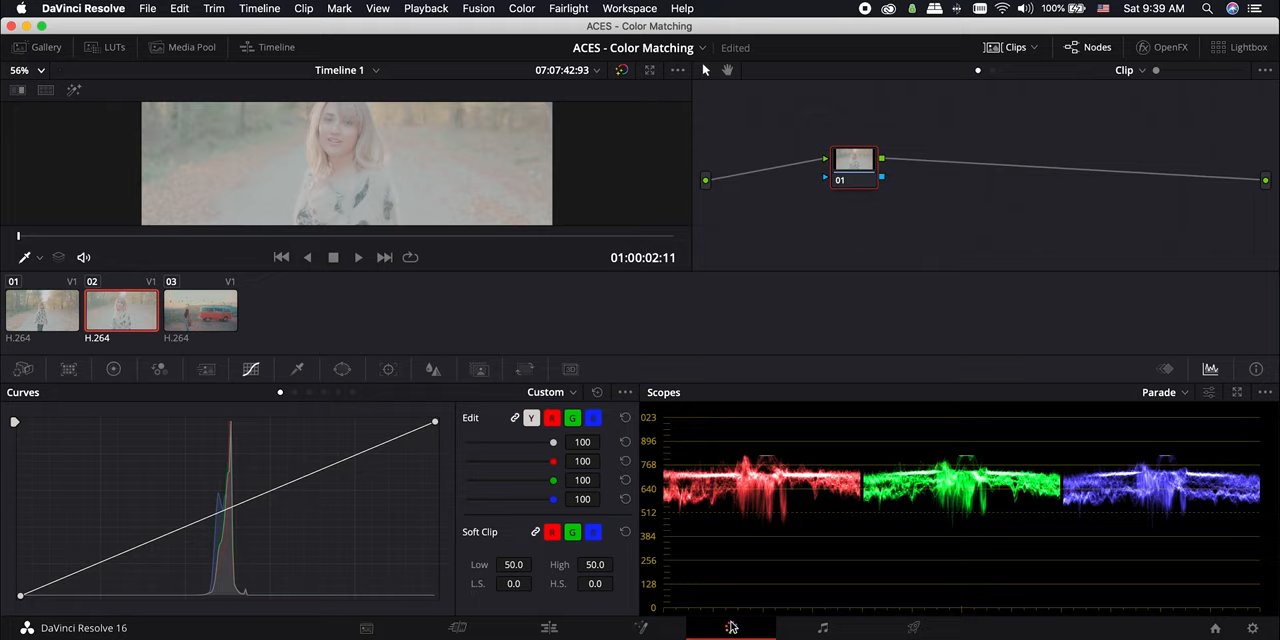 DaVinci Resolve File Edit Trim Timeline Clip Mark View Playback Fusion Color Fairlight Workspace Help 100% Sat 9:39 AM
ACES - Color Matching
Gallery LUTs Media Pool Timeline ACES - Color Matching Edited Clips Nodes OpenFX Lightbox
56% Timeline 1 07:07:42:93 Clip
01
01:00:02:11
01 V1 02 V1 03 V1
H.264 H.264 H.264
Curves Custom Scopes Parade
Edit Y R G B 023
100 896
100 768
100 640
100 512
Soft Clip R G B 384
Low 50.0 High 50.0 256
L.S. 0.0 H.S. 0.0 128
0
DaVinci Resolve 16